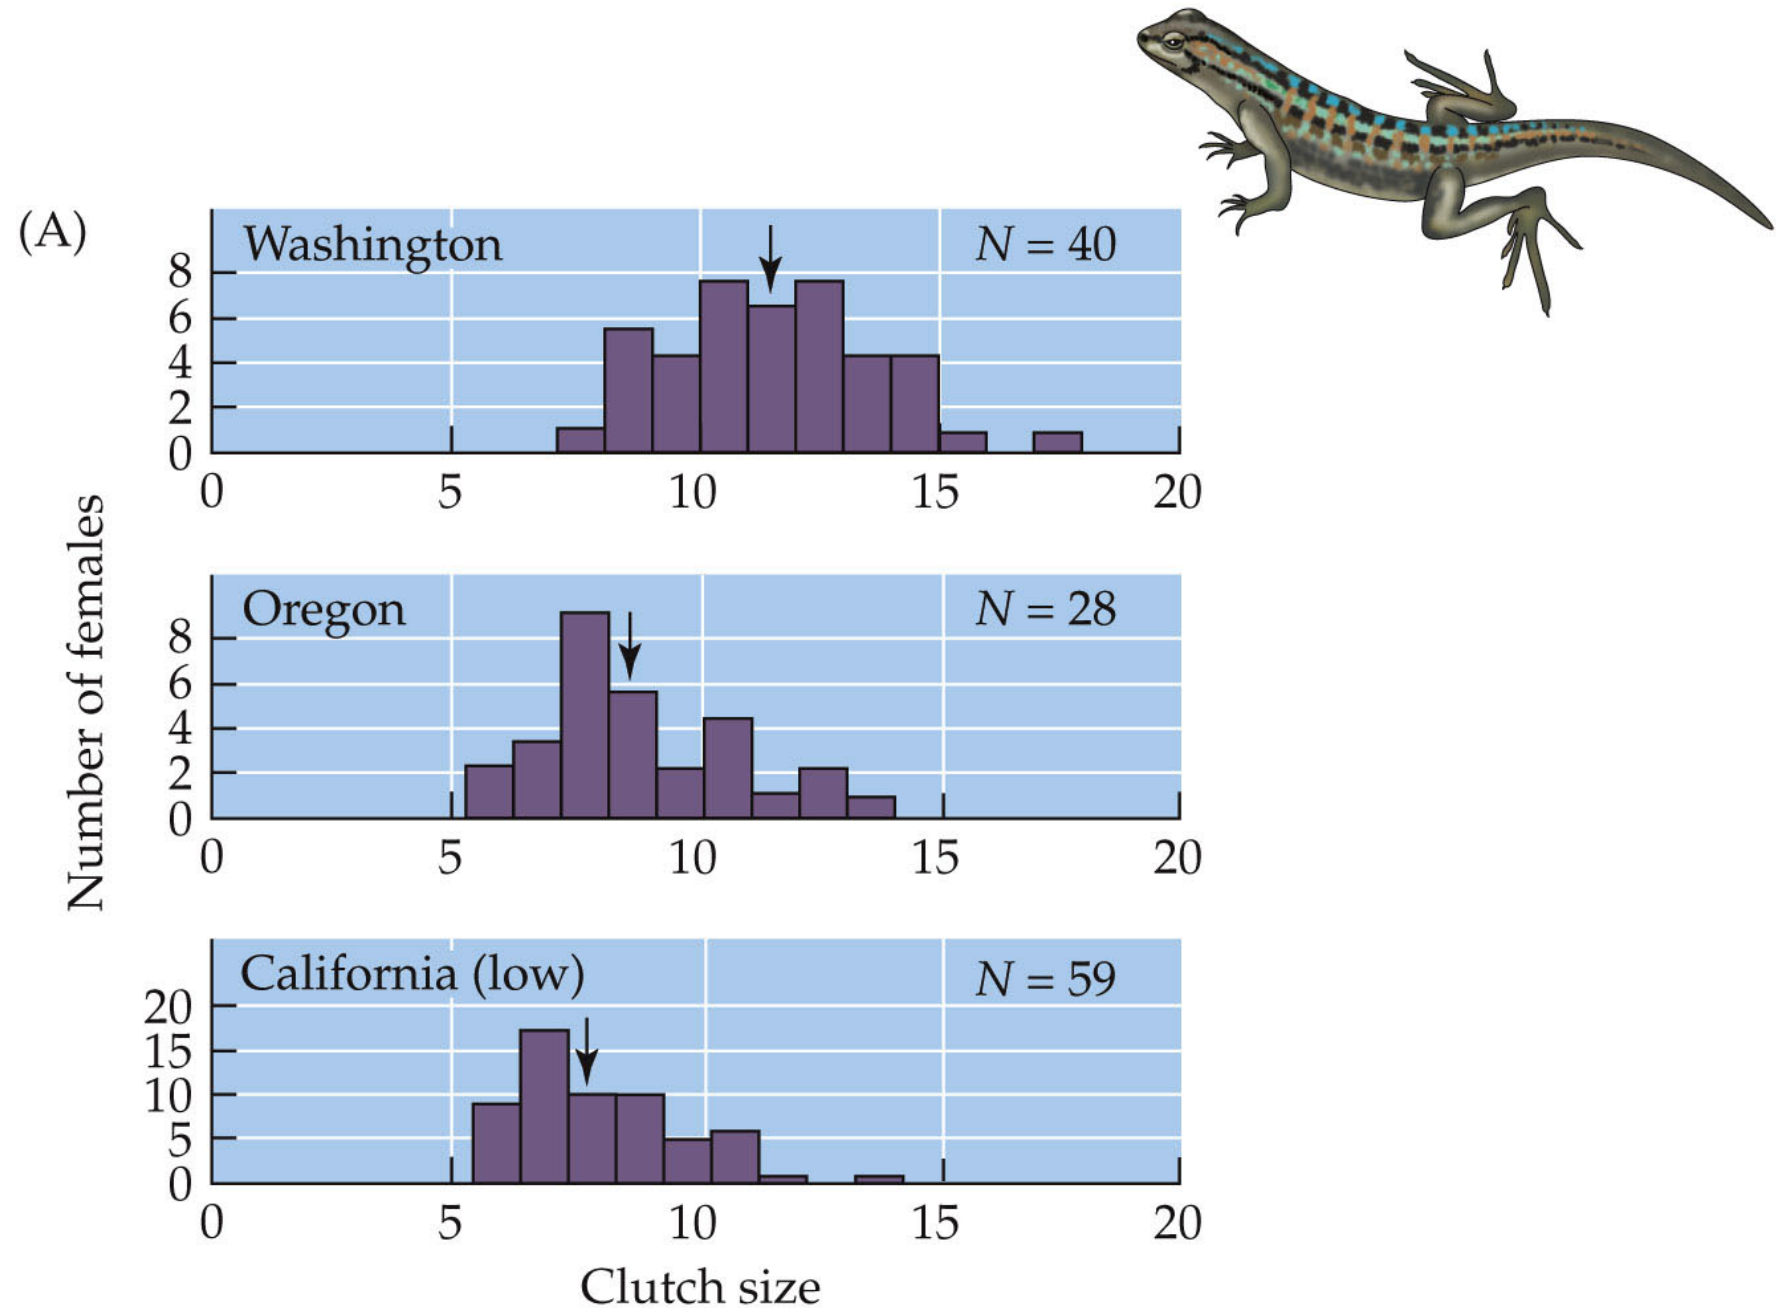 (A)
Washington
N = 40
8
6
4
2
0
0 5 10 15 20
Number of females
Oregon
N = 28
8
6
4
2
0
0 5 10 15 20
California (low)
N = 59
20
15
10
5
0
0 5 10 15 20
Clutch size